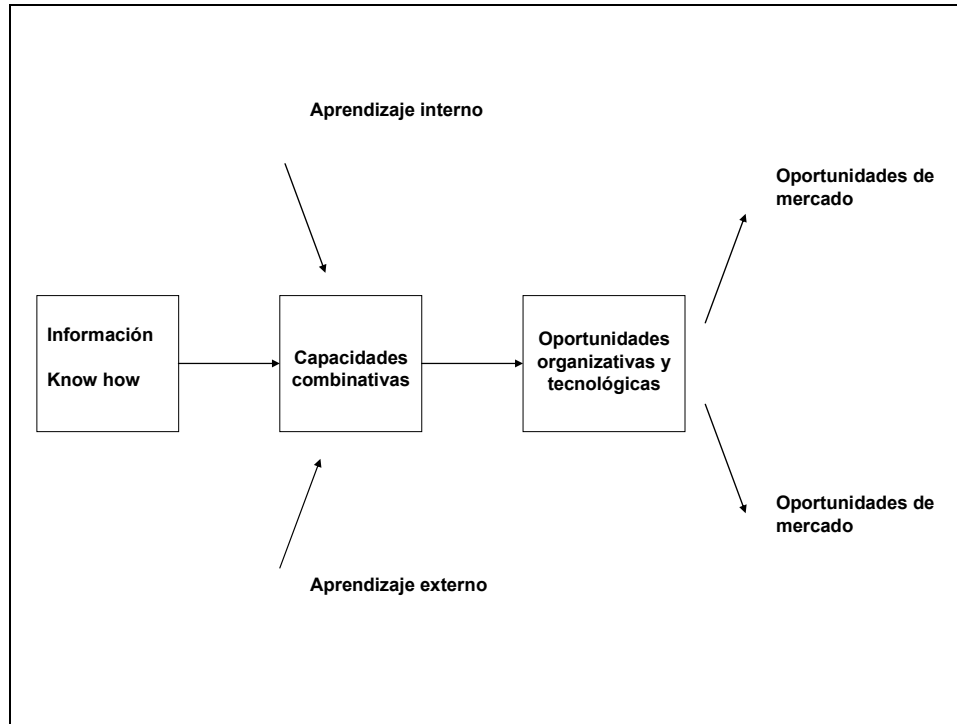 Aprendizaje interno
Oportunidades de
mercado
Información
Know how
Capacidades
combinativas
Oportunidades
organizativas y
tecnológicas
Oportunidades de
mercado
Aprendizaje externo